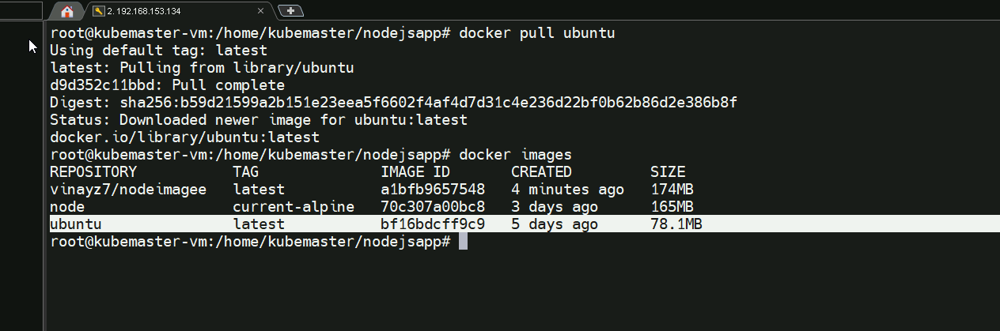 2. 192.168.153.134
root@kubemaster-vm:/home/kubemaster/nodejsapp# docker pull ubuntu
Using default tag: latest
latest: Pulling from library/ubuntu
d9d352c11bbd: Pull complete
Digest: sha256:b59d21599a2b151e23eea5f6602f4af4d7d31c4e236d22bf0b62b86d2e386b8f
Status: Downloaded newer image for ubuntu:latest
docker.io/library/ubuntu:latest
root@kubemaster-vm:/home/kubemaster/nodejsapp# docker images
REPOSITORY TAG IMAGE ID CREATED SIZE
vinayz7/nodeimagee latest a1bfb9657548 4 minutes ago 174MB
node current-alpine 70c307a00bc8 3 days ago 165MB
ubuntu latest bf16bdcff9c9 5 days ago 78.1MB
root@kubemaster-vm:/home/kubemaster/nodejsapp#